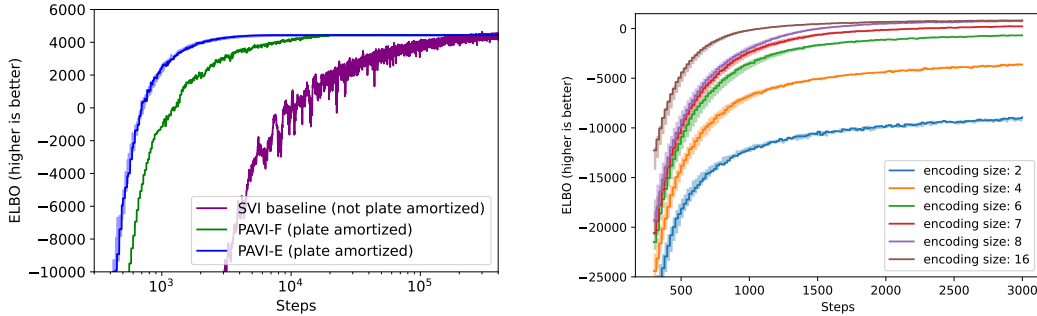 6000
4000
2000
0
−2000
−4000
−6000
−8000
−10000
ELBO (higher is better)
SVI baseline (not plate amortized)
PAVI-F (plate amortized)
PAVI-E (plate amortized)
10³
10⁴
10⁵
Steps
0
−5000
−10000
−15000
−20000
−25000
ELBO (higher is better)
encoding size: 2
encoding size: 4
encoding size: 6
encoding size: 7
encoding size: 8
encoding size: 16
500
1000
1500
2000
2500
3000
Steps